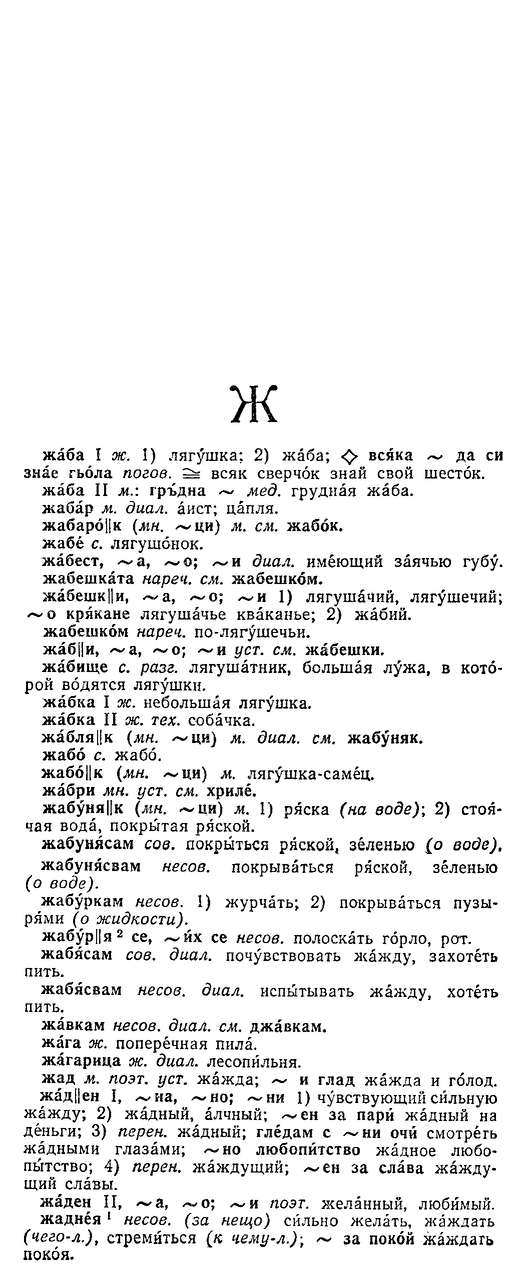 Ж
жа́ба I ж. 1) лягу́шка; 2) жа́ба; ◇ вся́ка ~ да си
зна́е гьо́ла погов. ≅ всяк сверчо́к знай свой шесто́к.
жа́ба II м.: гръ́дна ~ мед. грудна́я жа́ба.
жаба́р м. диал. а́ист; ца́пля.
жабаро́||к (мн. ~ци) м. см. жабо́к.
жабе́ с. лягушо́нок.
жа́бест, ~а, ~о; ~и диал. име́ющий за́ячью губу́.
жабешка́та нареч. см. жабешко́м.
жа́бешк||и, ~а, ~о; ~и 1) лягуша́чий, лягу́шечий;
~о кря́кане лягуша́чье ква́канье; 2) жа́бий.
жабешко́м нареч. по-лягу́шечьи.
жа́б||и, ~а, ~о; ~и уст. см. жа́бешки.
жа́бище с. разг. лягуша́тник, больша́я лу́жа, в кото́-
рой во́дятся лягу́шки.
жа́бка I ж. небольша́я лягу́шка.
жа́бка II ж. тех. соба́чка.
жа́бля||к (мн. ~ци) м. диал. см. жабу́няк.
жабо́ с. жабо́.
жабо́||к (мн. ~ци) м. лягу́шка-саме́ц.
жа́бри мн. уст. см. хриле́.
жабу́ня||к (мн. ~ци) м. 1) ря́ска (на воде); 2) стоя́-
чая вода́, покры́тая ря́ской.
жабуня́сам сов. покры́ться ря́ской, зе́ленью (о воде).
жабуня́свам несов. покрыва́ться ря́ской, зе́ленью
(о воде).
жабу́ркам несов. 1) журча́ть; 2) покрыва́ться пузы-
ря́ми (о жидкости).
жабу́р||я² се, ~и́х се несов. полоска́ть го́рло, рот.
жабя́сам сов. диал. почу́вствовать жа́жду, захоте́ть
пить.
жабя́свам несов. диал. испы́тывать жа́жду, хоте́ть
пить.
жа́вкам несов. диал. см. джа́вкам.
жа́га ж. попере́чная пила́.
жа́гарица ж. диал. лесопи́льня.
жад м. поэт. уст. жа́жда; ~ и глад жа́жда и го́лод.
жа́д||ен I, ~на, ~но; ~ни 1) чу́вствующий си́льную
жа́жду; 2) жа́дный, а́лчный; ~ен за пари́ жа́дный на
де́ньги; 3) перен. жа́дный; гле́дам с ~ни очи́ смотре́ть
жа́дными глаза́ми; ~но любопи́тство жа́дное любо-
пы́тство; 4) перен. жа́ждущий; ~ен за сла́ва жа́жду-
щий сла́вы.
жа́ден II, ~а, ~о; ~и поэт. жела́нный, люби́мый.
жадне́я¹ несов. (за нещо) си́льно жела́ть, жа́ждать
(чего-л.), стреми́ться (к чему-л.); ~ за поко́й жа́ждать
поко́я.